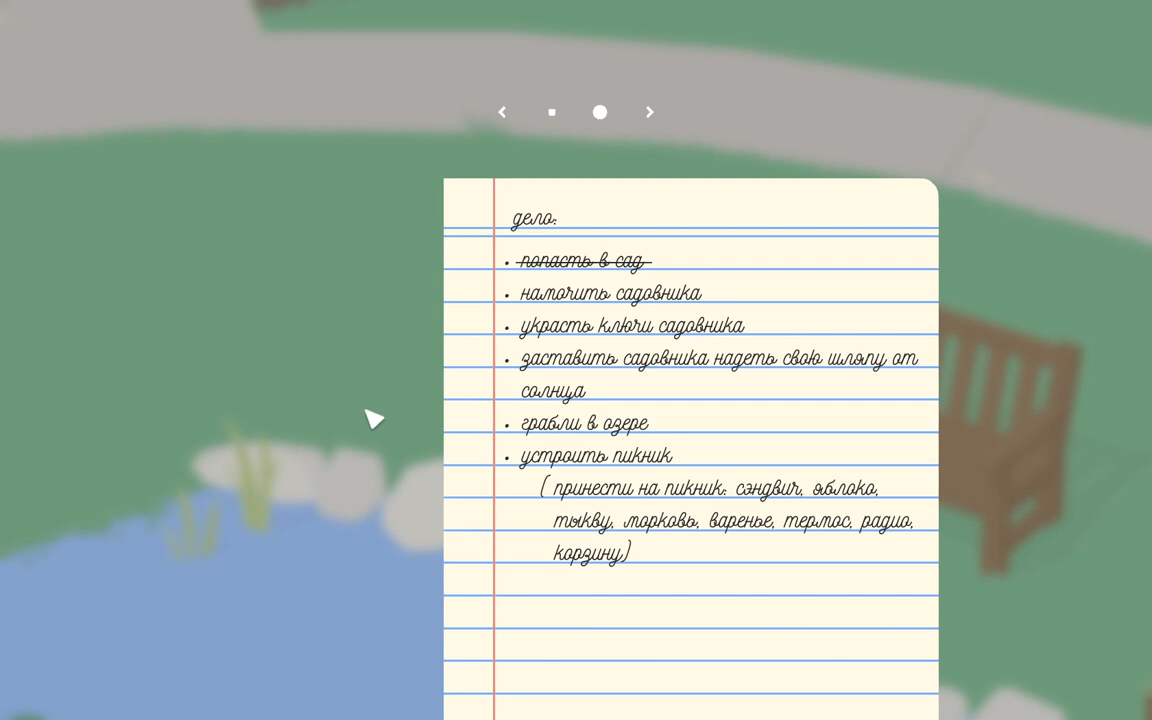 дело:
• попасть в сад
• намочить садовника
• украсть ключи садовника
• заставить садовника надеть свою шляпу от
солнца
• грабли в озере
• устроить пикник
(принести на пикник: сэндвич, яблоко,
тыкву, морковь, варенье, термос, радио,
корзину)